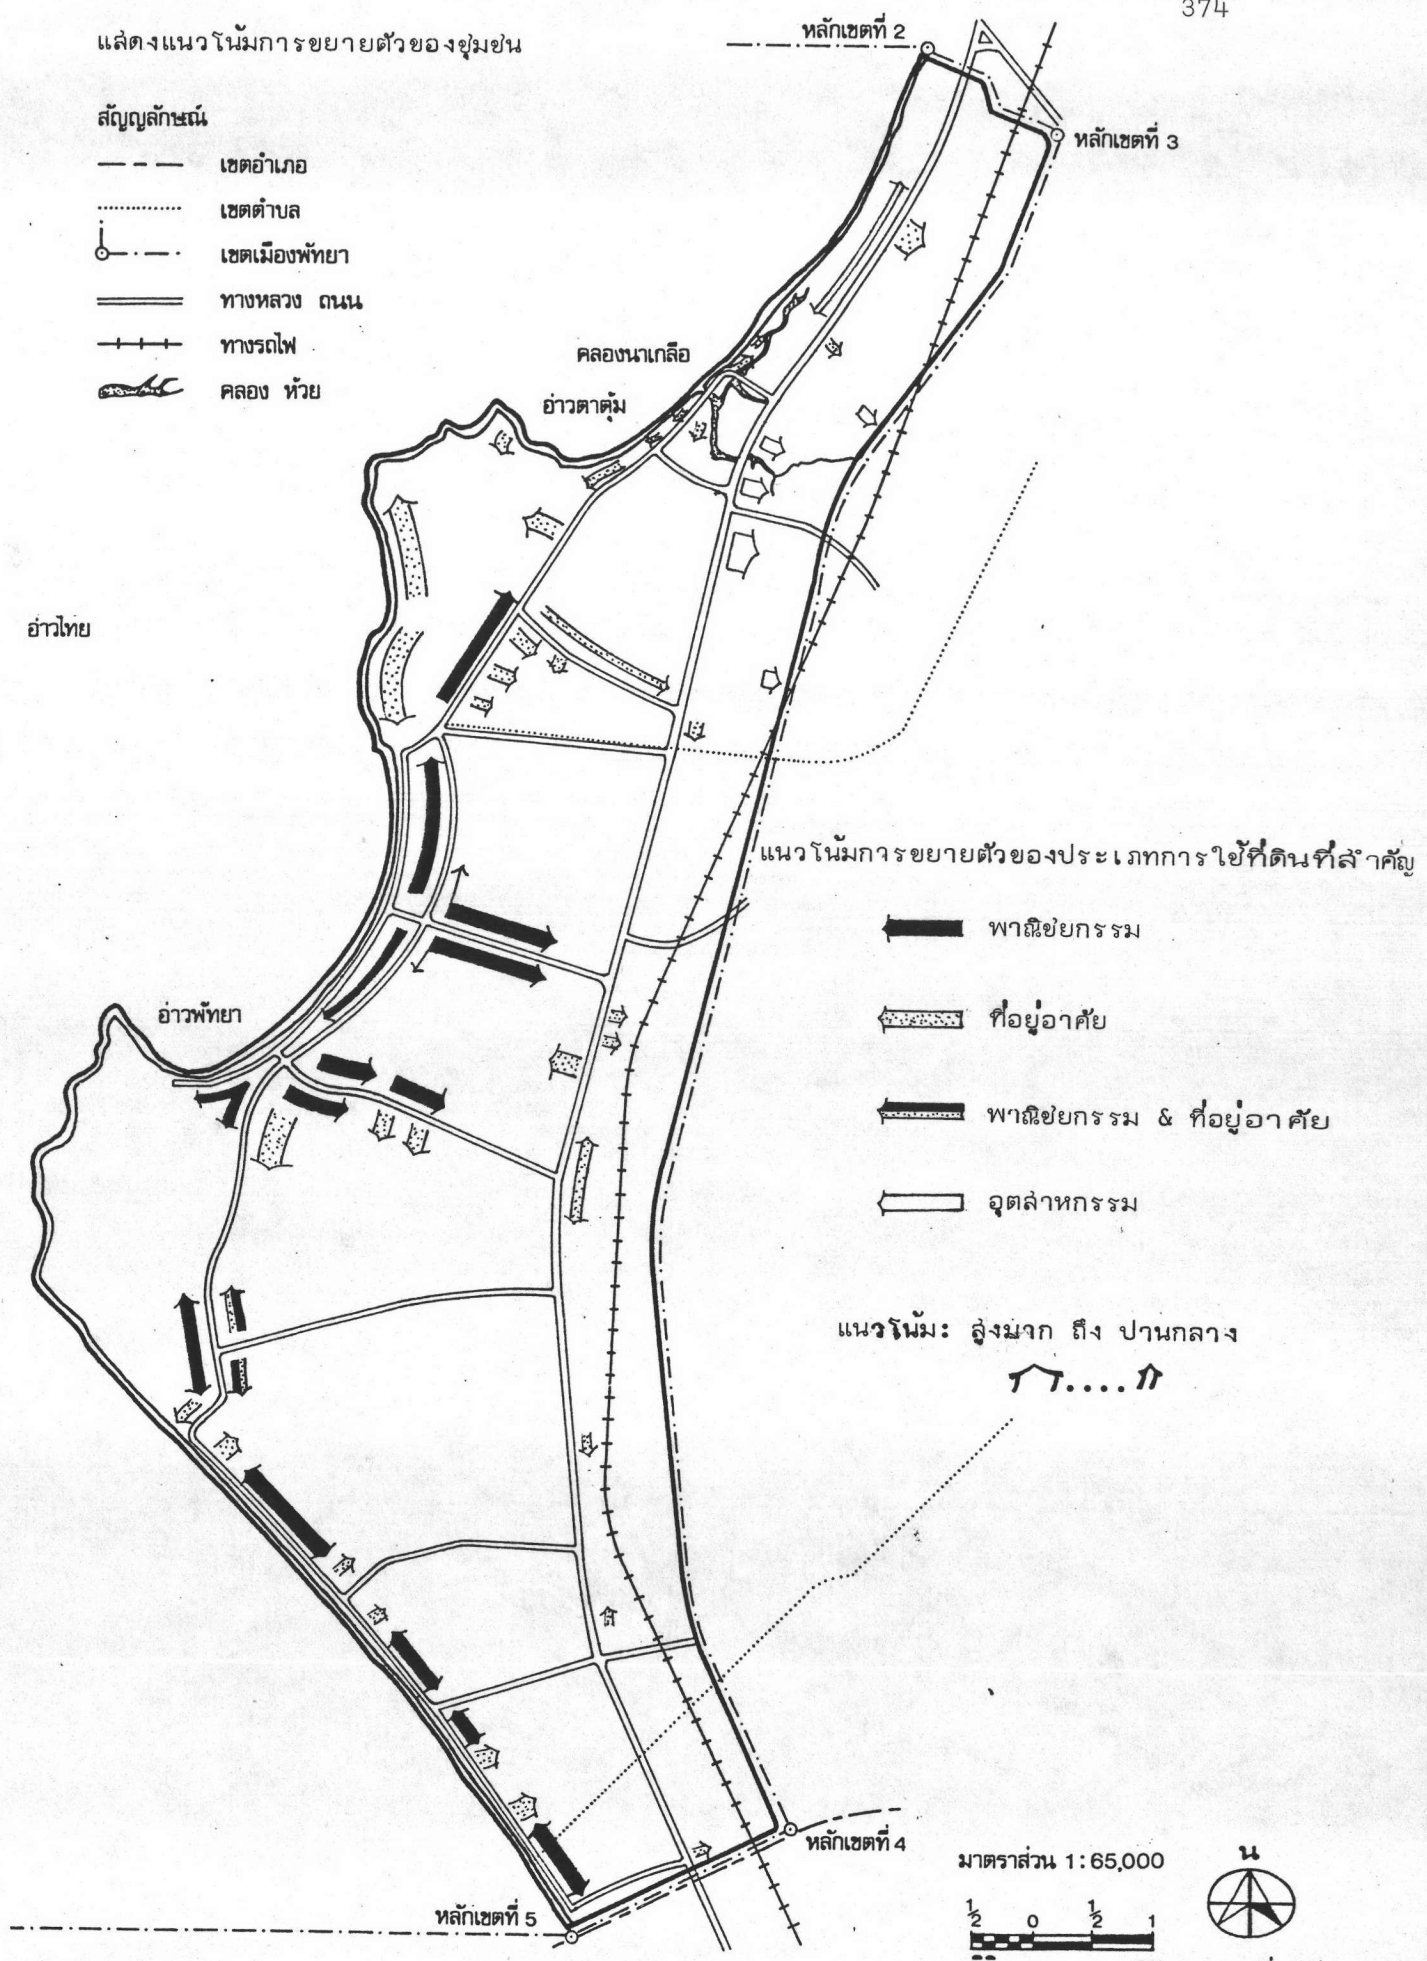 374
แสดงแนวโน้มการขยายตัวของชุมชน
สัญญลักษณ์
เขตอำเภอ
เขตตำบล
เขตเมืองพัทยา
ทางหลวง ถนน
ทางรถไฟ
คลอง ห้วย
หลักเขตที่ 2
หลักเขตที่ 3
คลองนาเกลือ
อ่าวตาตุ้ม
อ่าวไทย
อ่าวพัทยา
แนวโน้มการขยายตัวของประเภทการใช้ที่ดินที่สำคัญ
พาณิชยกรรม
ที่อยู่อาศัย
พาณิชยกรรม & ที่อยู่อาศัย
อุตสาหกรรม
แนวโน้ม: สูงมาก ถึง ปานกลาง
หลักเขตที่ 4
หลักเขตที่ 5
มาตราส่วน 1:65,000
น
½ 0 ½ 1